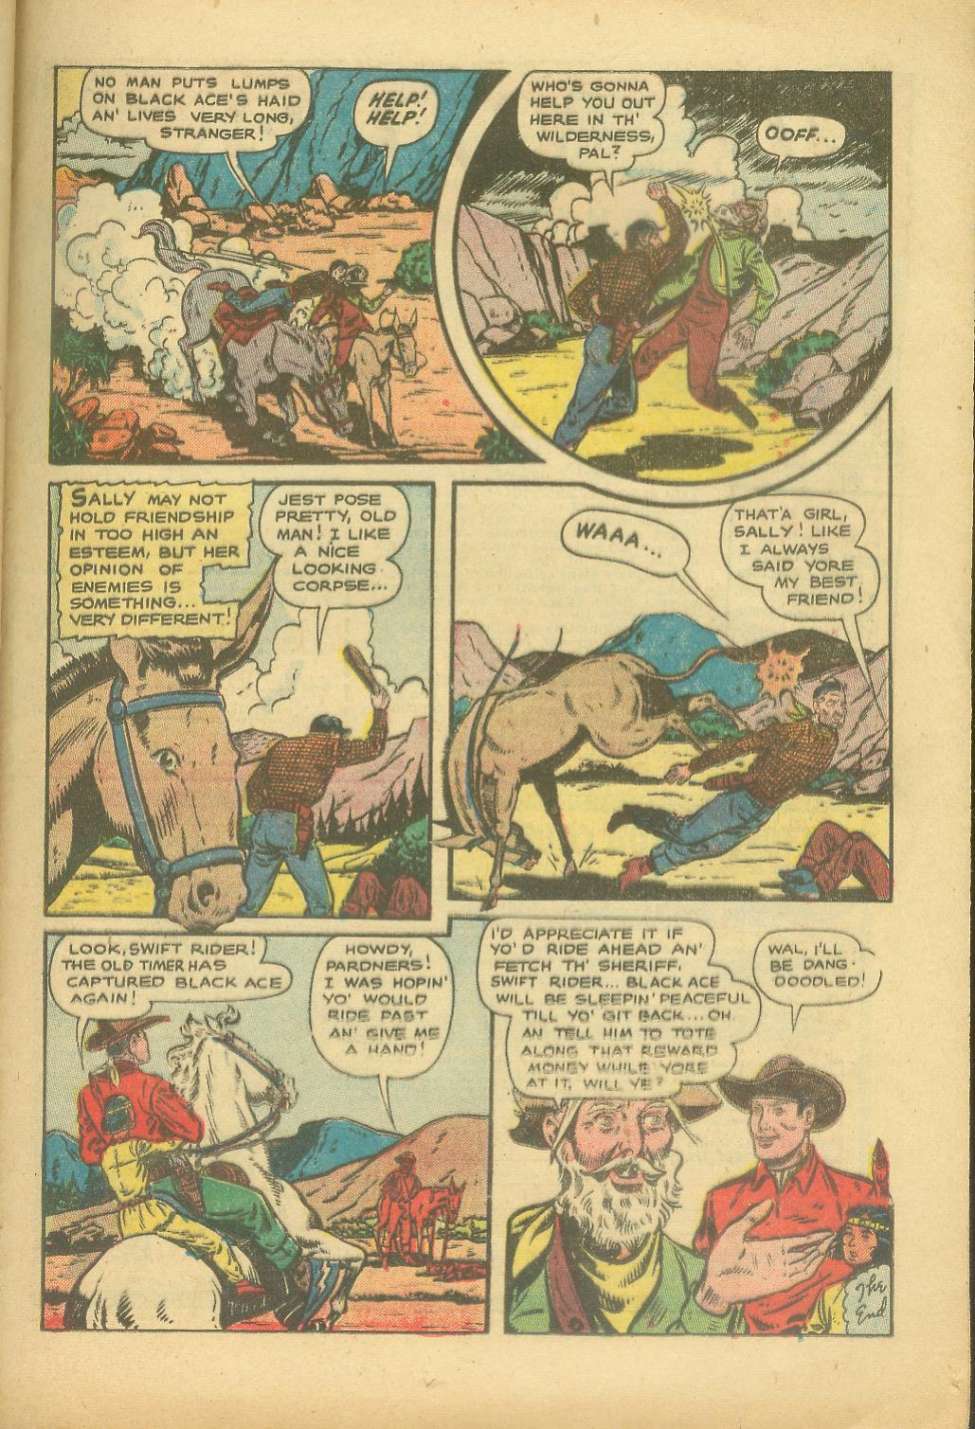 NO MAN PUTS LUMPS
ON BLACK ACE'S HAID
AN' LIVES VERY LONG,
STRANGER!
HELP!
HELP!
WHO'S GONNA
HELP YOU OUT
HERE IN TH'
WILDERNESS,
PAL?
OOFF...
SALLY MAY NOT
HOLD FRIENDSHIP
IN TOO HIGH AN
ESTEEM, BUT HER
OPINION OF
ENEMIES IS
SOMETHING...
VERY DIFFERENT!
JEST POSE
PRETTY, OLD
MAN! I LIKE
A NICE
LOOKING
CORPSE...
WAAA...
THAT'A GIRL,
SALLY! LIKE
I ALWAYS
SAID YORE
MY BEST
FRIEND!
LOOK, SWIFT RIDER!
THE OLD TIMER HAS
CAPTURED BLACK ACE
AGAIN!
HOWDY,
PARDNERS!
I WAS HOPIN'
YO' WOULD
RIDE PAST
AN' GIVE ME
A HAND!
I'D APPRECIATE IT IF
YO'D RIDE AHEAD AN'
FETCH TH' SHERIFF,
SWIFT RIDER... BLACK ACE
WILL BE SLEEPIN' PEACEFUL
TILL YO' GIT BACK... OH
AN TELL HIM TO TOTE
ALONG THAT REWARD
MONEY WHILE YORE
AT IT, WILL YE?
WAL, I'LL
BE DANG-
DOODLED!
The
End